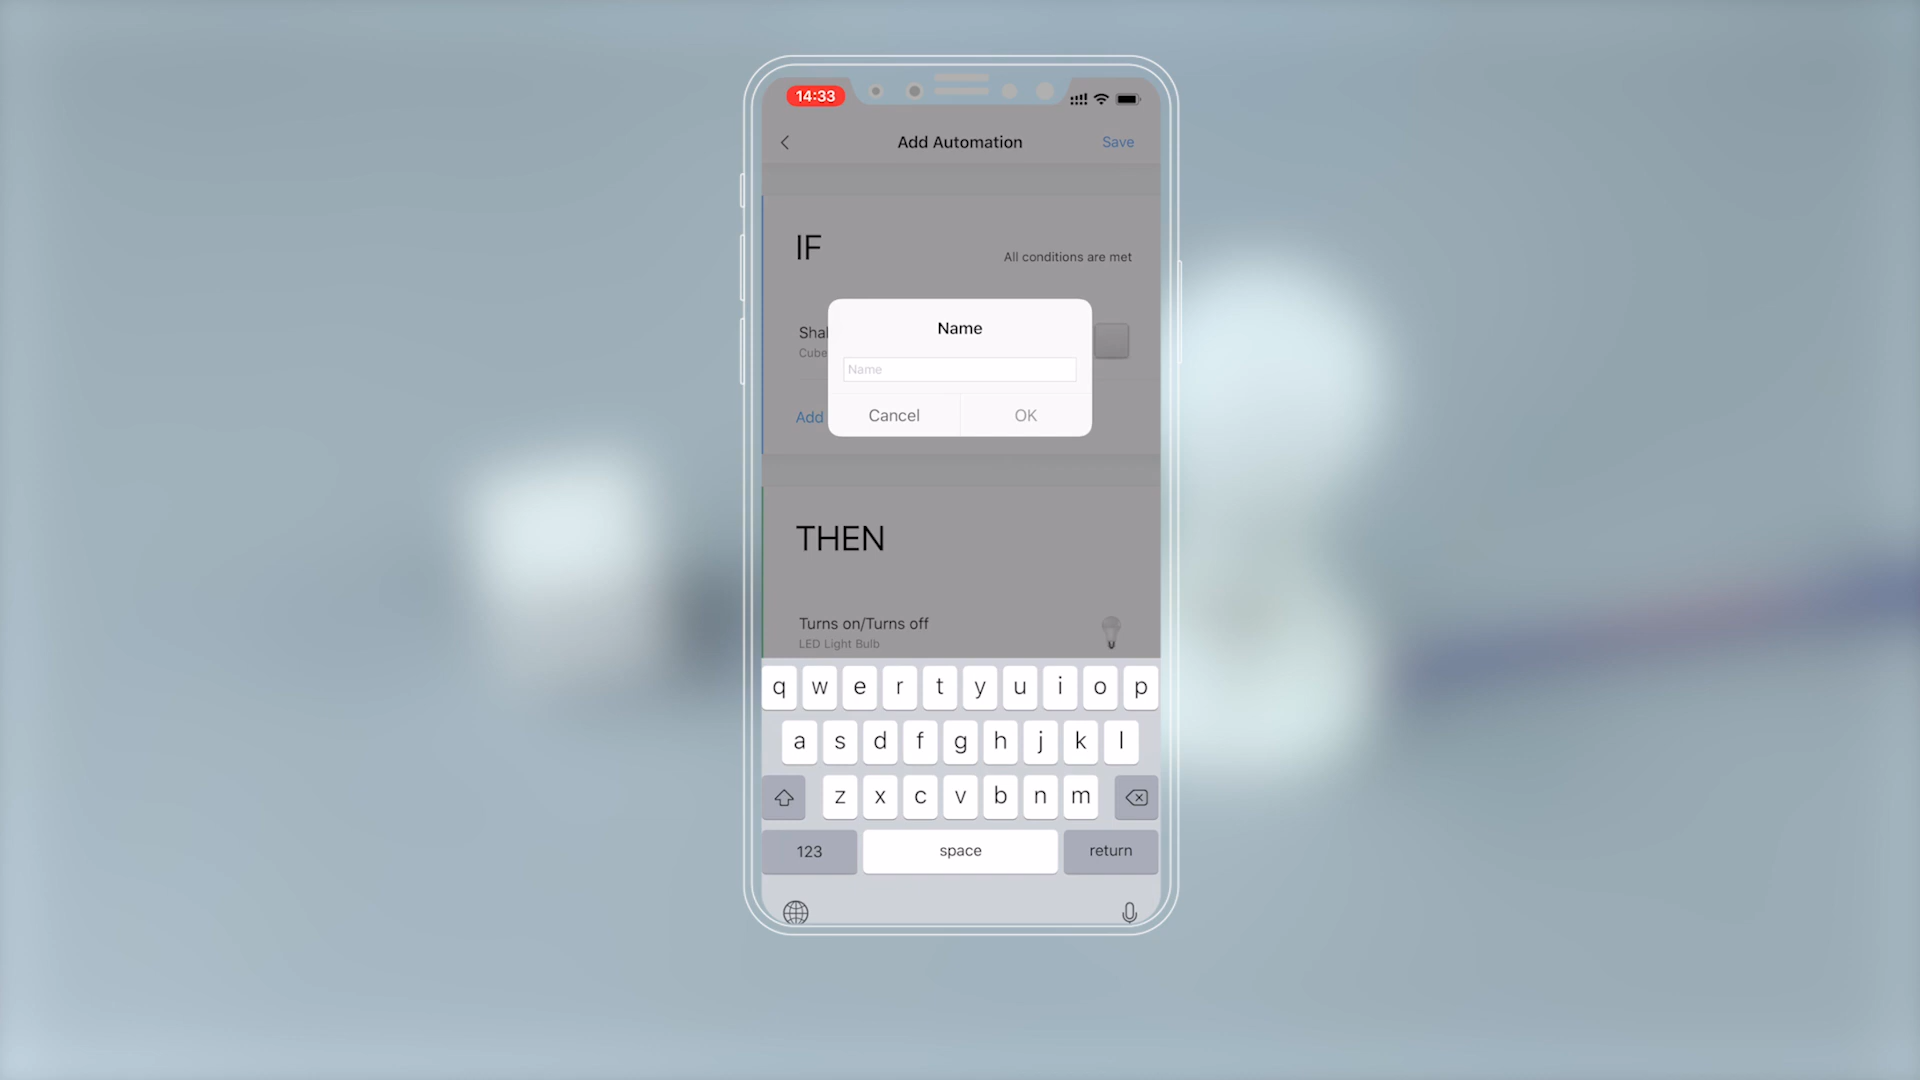 14:33
Add Automation
Save
IF
All conditions are met
Name
Shal
Cube
Name
Add
Cancel
OK
THEN
Turns on/Turns off
LED Light Bulb
q w e r t y u i o p
a s d f g h j k l
z x c v b n m
123
space
return